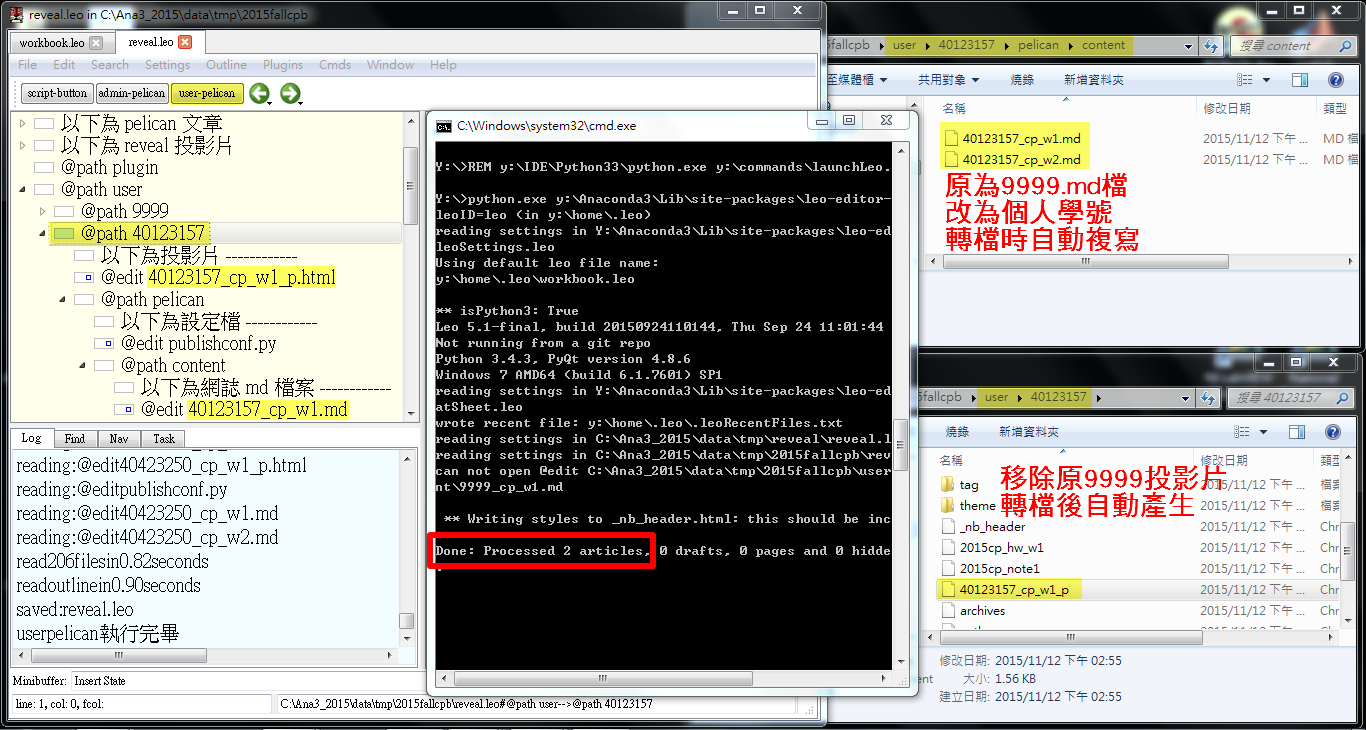 reveal.leo in C:\Ana3_2015\data\tmp\2015fallcpb
workbook.leo
reveal.leo
File Edit Search Settings Outline Plugins Cmds Window Help
script-button admin-pelican user-pelican
以下為 pelican 文章
以下為 reveal 投影片
@path plugin
@path user
@path 9999
@path 40123157
以下為投影片 ------------
@edit 40123157_cp_w1_p.html
@path pelican
以下為設定檔 ------------
@edit publishconf.py
@path content
以下為網誌 md 檔案 ------------
@edit 40123157_cp_w1.md
Log Find Nav Task
reading:@edit40423250_cp_w1_p.html
reading:@editpublishconf.py
reading:@edit40423250_cp_w1.md
reading:@edit40423250_cp_w2.md
read206filesin0.82seconds
readoutlinein0.90seconds
saved:reveal.leo
userpelican執行完畢
Minibuffer: Insert State
line: 1, col: 0, fcol:
C:\Ana3_2015\data\tmp\2015fallcpb\reveal.leo#@path user-->@path 40123157
C:\Windows\system32\cmd.exe
Y:\>REM y:\IDE\Python33\python.exe y:\commands\launchLeo.
Y:\>python.exe y:\Anaconda3\Lib\site-packages\leo-editor-
leoID=leo (in y:\home\.leo)
reading settings in Y:\Anaconda3\Lib\site-packages\leo-ed
leoSettings.leo
Using default leo file name:
y:\home\.leo\workbook.leo
** isPython3: True
Leo 5.1-final, build 20150924110144, Thu Sep 24 11:01:44
Not running from a git repo
Python 3.4.3, PyQt version 4.8.6
Windows 7 AMD64 (build 6.1.7601) SP1
reading settings in Y:\Anaconda3\Lib\site-packages\leo-ed
atSheet.leo
wrote recent file: y:\home\.leo\.leoRecentFiles.txt
reading settings in C:\Ana3_2015\data\tmp\reveal\reveal.l
reading settings in C:\Ana3_2015\data\tmp\2015fallcpb\rev
can not open @edit C:\Ana3_2015\data\tmp\2015fallcpb\user
nt\9999_cp_w1.md
** Writing styles to _nb_header.html: this should be inc
Done: Processed 2 articles, 0 drafts, 0 pages and 0 hidde
5fallcpb user 40123157 pelican content
搜尋 content
至媒體櫃 共用對象 燒錄 新增資料夾
名稱 修改日期 類型
40123157_cp_w1.md 2015/11/12 下午 ... MD 檔
40123157_cp_w2.md 2015/11/12 下午 ... MD 檔
原為9999.md檔
改為個人學號
轉檔時自動複寫
5fallcpb user 40123157
搜尋 40123157
燒錄 新增資料夾
名稱 修改日期 類型
移除原9999投影片
轉檔後自動產生
tag 2015/11/12 下午 ... 檔案
theme 2015/11/12 下午 ... 檔案
_nb_header 2015/11/12 下午 ... Chr
2015cp_hw_w1 2015/11/12 下午 ... Chr
2015cp_note1 2015/11/12 下午 ... Chr
40123157_cp_w1_p 2015/11/12 下午 ... Chr
archives 2015/11/12 下午 ... Chr
修改日期: 2015/11/12 下午 02:55
大小: 1.56 KB
建立日期: 2015/11/12 下午 02:55